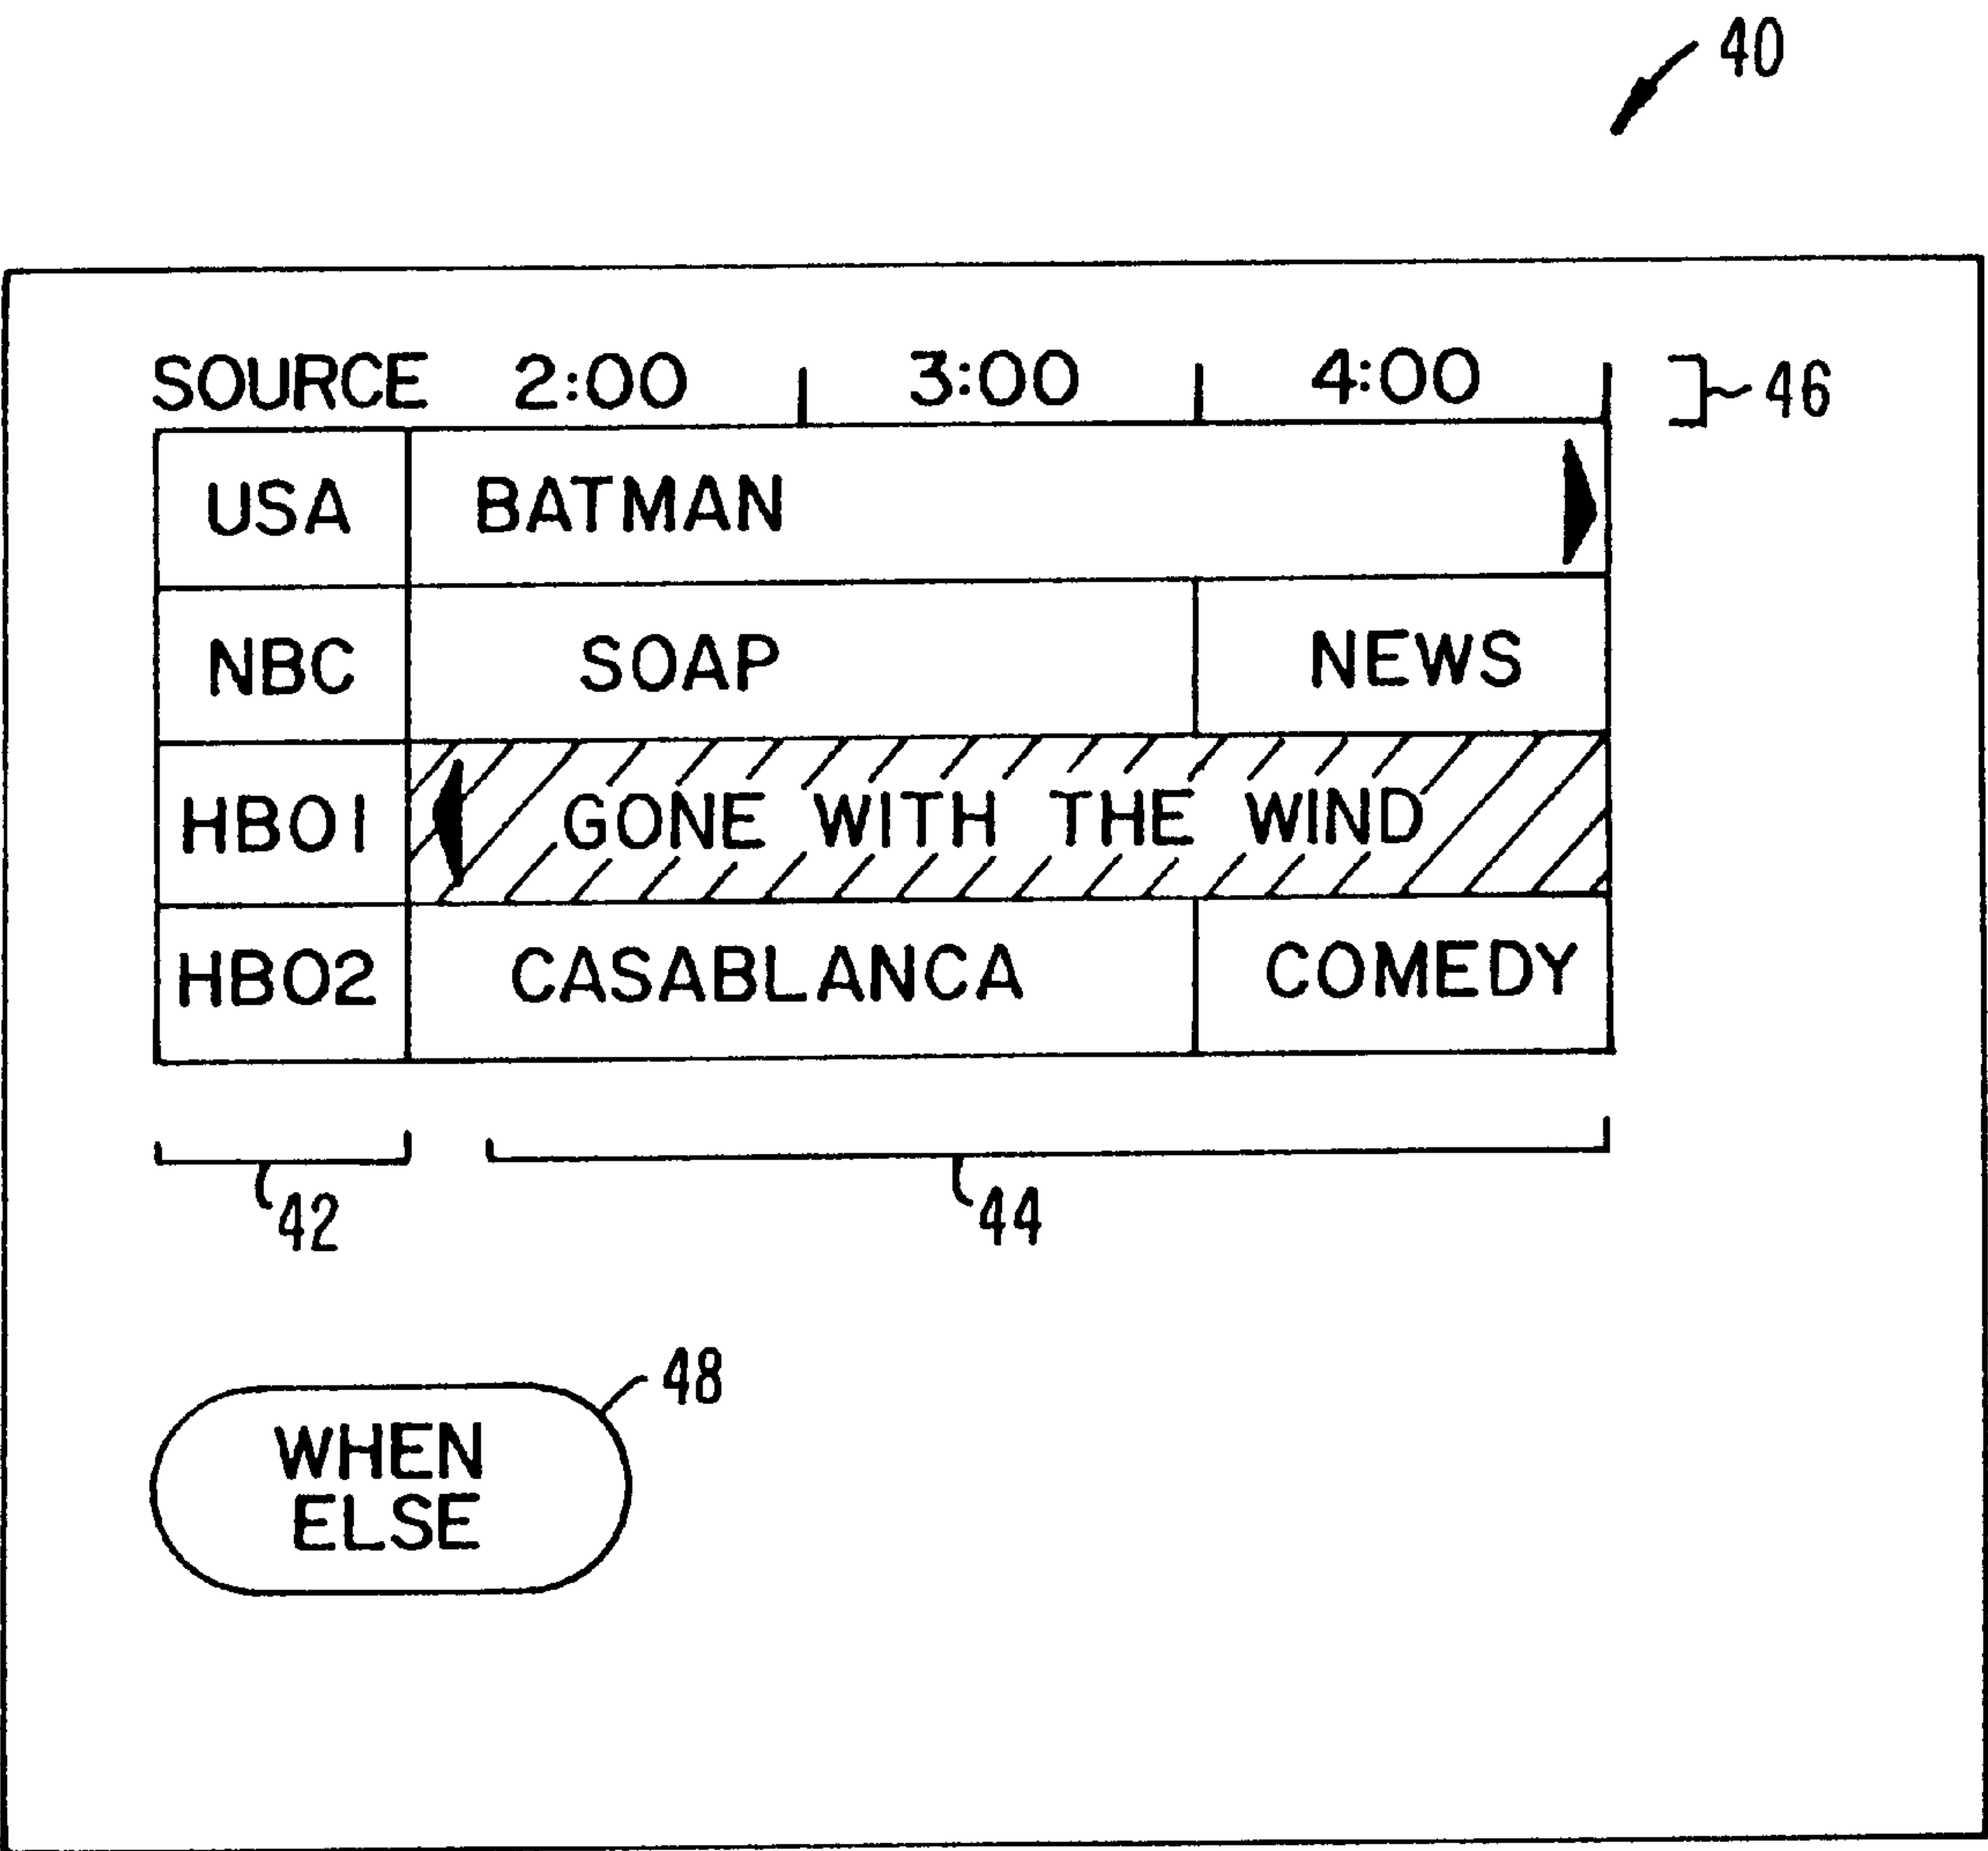 40
SOURCE 2:00 3:00 4:00 46
USA BATMAN
NBC SOAP NEWS
HBO1 GONE WITH THE WIND
HBO2 CASABLANCA COMEDY
42 44
48
WHEN
ELSE